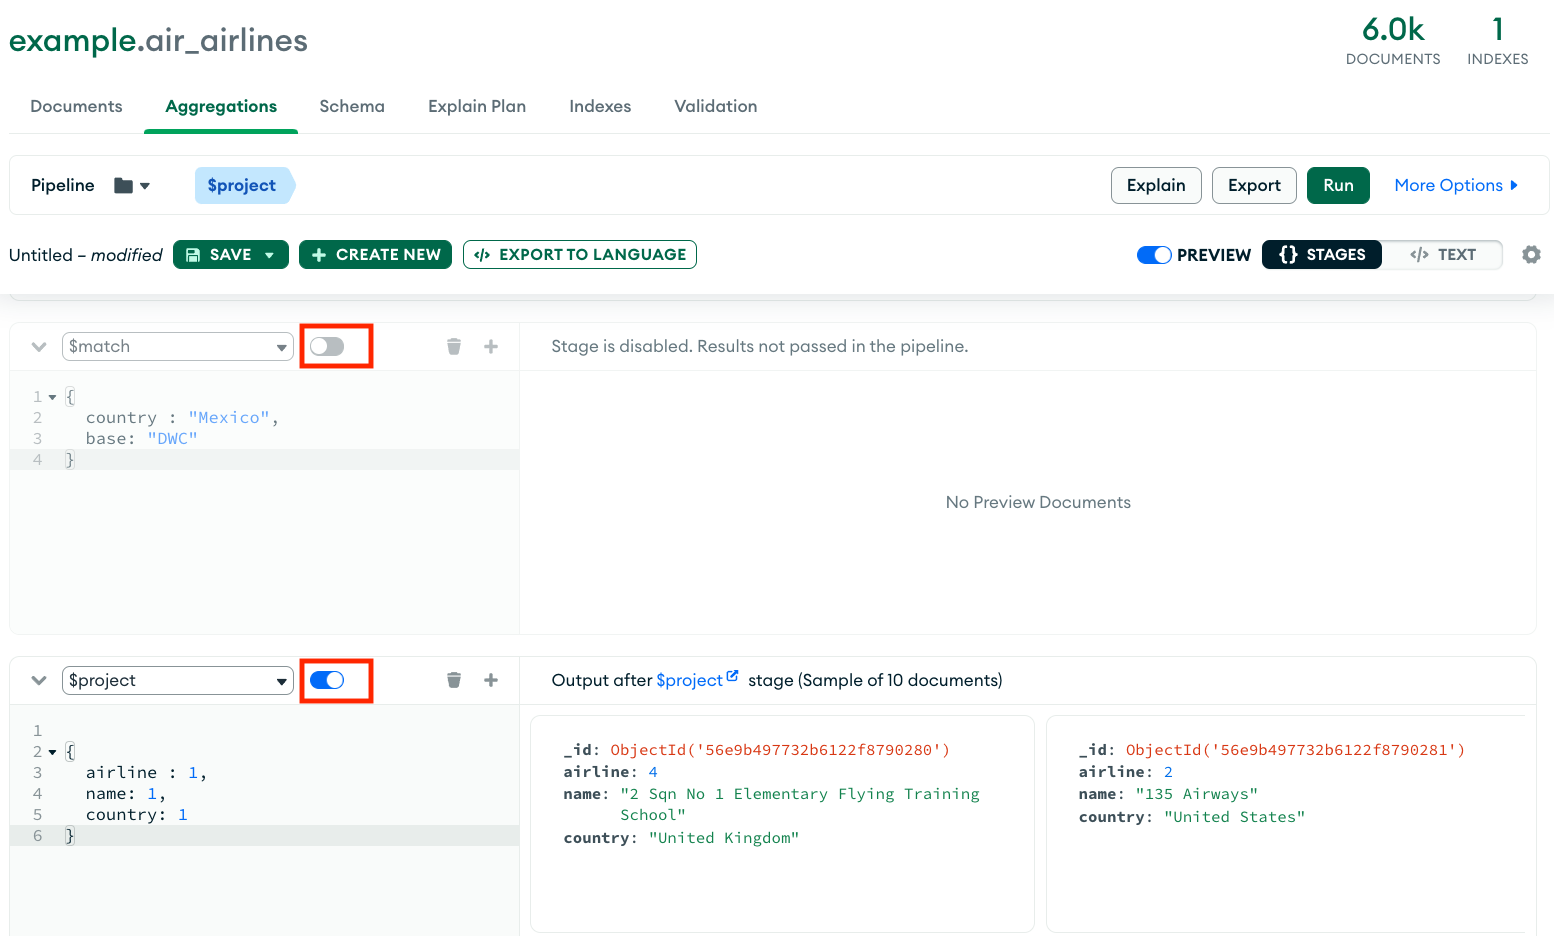 example.air_airlines
6.0k
DOCUMENTS
1
INDEXES
Documents Aggregations Schema Explain Plan Indexes Validation
Pipeline $project Explain Export Run More Options
Untitled – modified SAVE CREATE NEW </> EXPORT TO LANGUAGE PREVIEW {} STAGES </> TEXT
$match Stage is disabled. Results not passed in the pipeline.
1 {
2 country : "Mexico",
3 base: "DWC"
4 }
No Preview Documents
$project Output after $project stage (Sample of 10 documents)
1
2 {
3 airline : 1,
4 name: 1,
5 country: 1
6 }
_id: ObjectId('56e9b497732b6122f8790280')
airline: 4
name: "2 Sqn No 1 Elementary Flying Training
School"
country: "United Kingdom"
_id: ObjectId('56e9b497732b6122f8790281')
airline: 2
name: "135 Airways"
country: "United States"